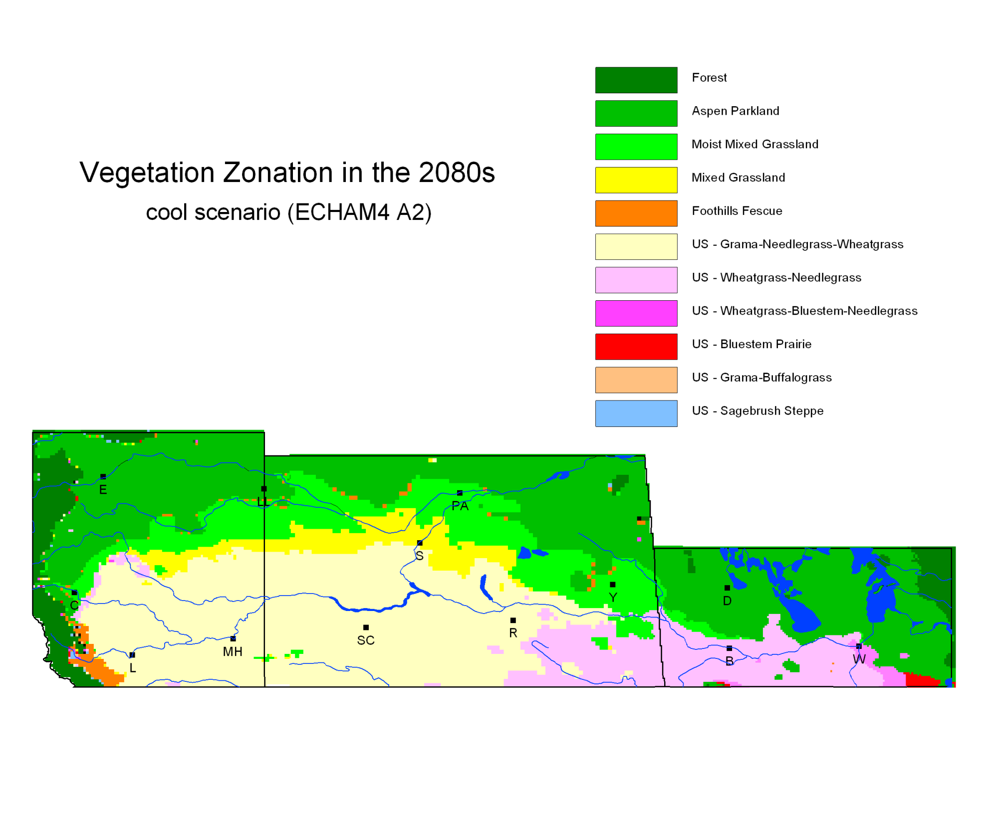 Forest
Aspen Parkland
Moist Mixed Grassland
Vegetation Zonation in the 2080s
cool scenario (ECHAM4 A2)
Mixed Grassland
Foothills Fescue
US - Grama-Needlegrass-Wheatgrass
US - Wheatgrass-Needlegrass
US - Wheatgrass-Bluestem-Needlegrass
US - Bluestem Prairie
US - Grama-Buffalograss
US - Sagebrush Steppe
E
LL
PA
S
C
Y
D
R
SC
MH
L
B
W